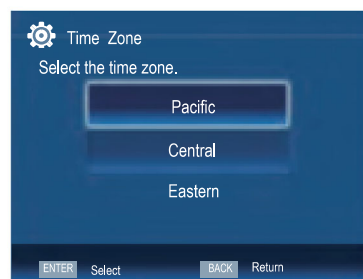 Time Zone
Select the time zone.
Pacific
Central
Eastern
ENTER Select BACK Return